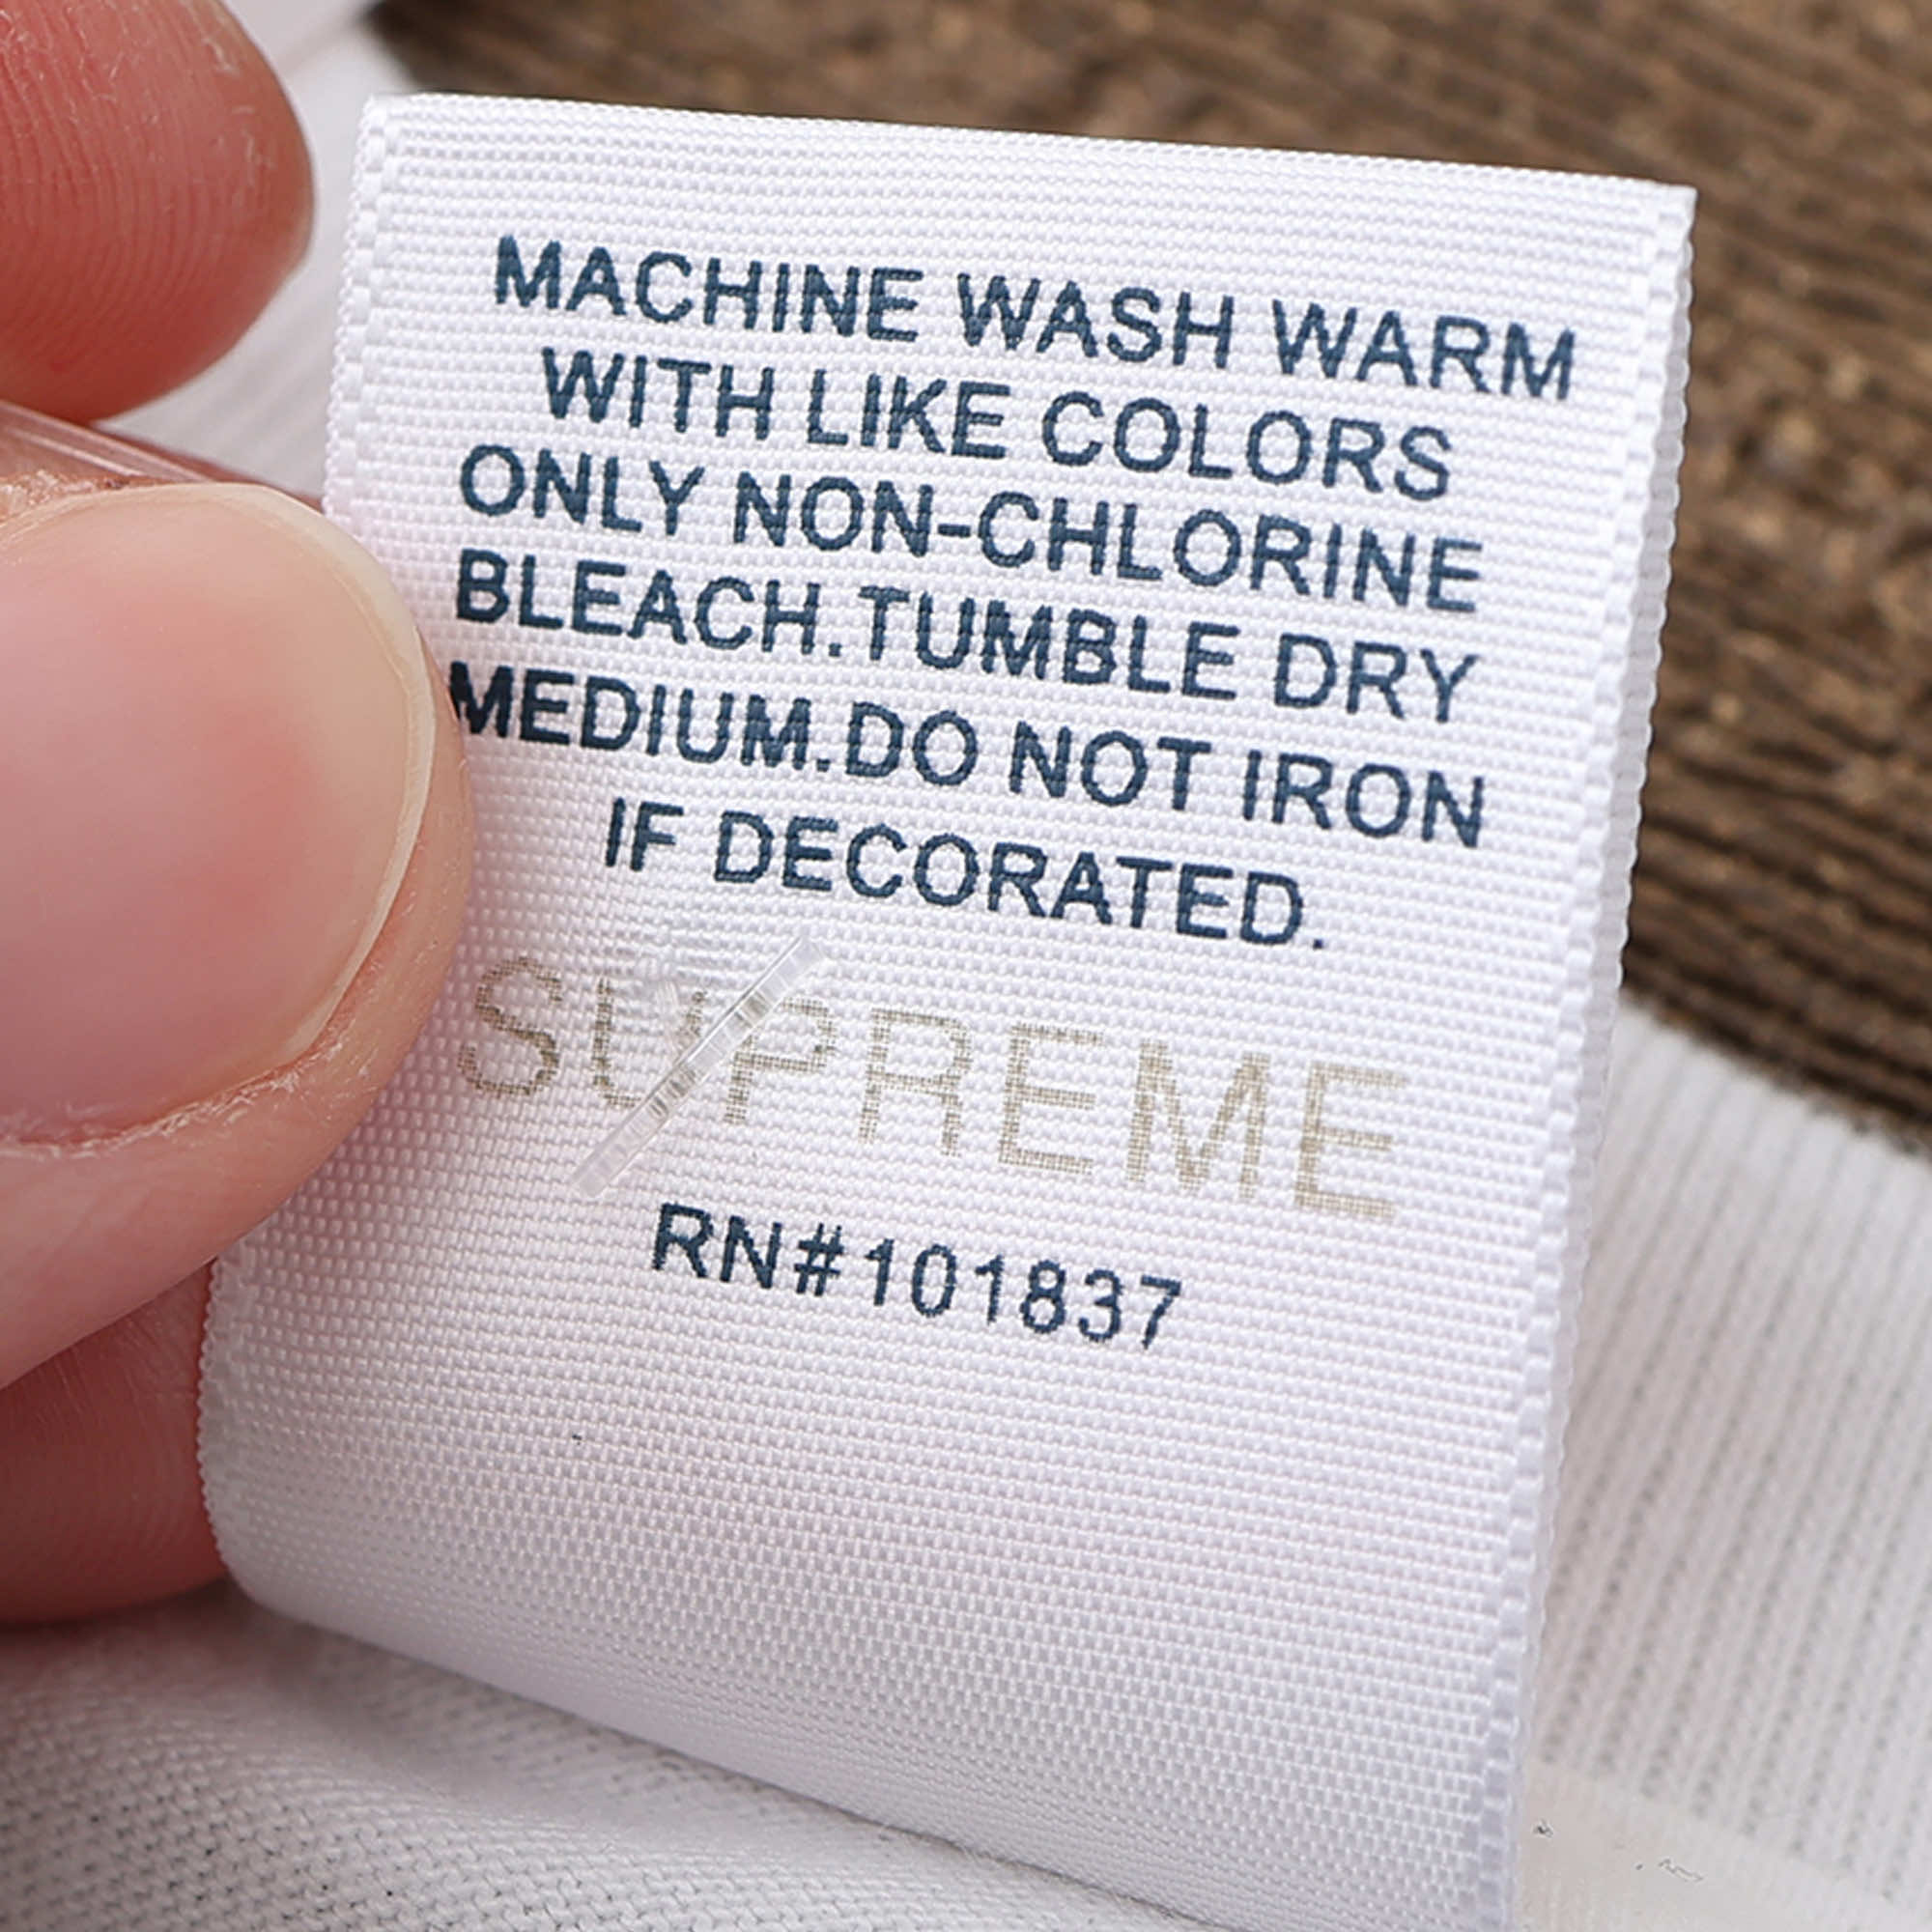 MACHINE WASH WARM
WITH LIKE COLORS
ONLY NON-CHLORINE
BLEACH.TUMBLE DRY
MEDIUM.DO NOT IRON
IF DECORATED.
SUPREME
RN#101837